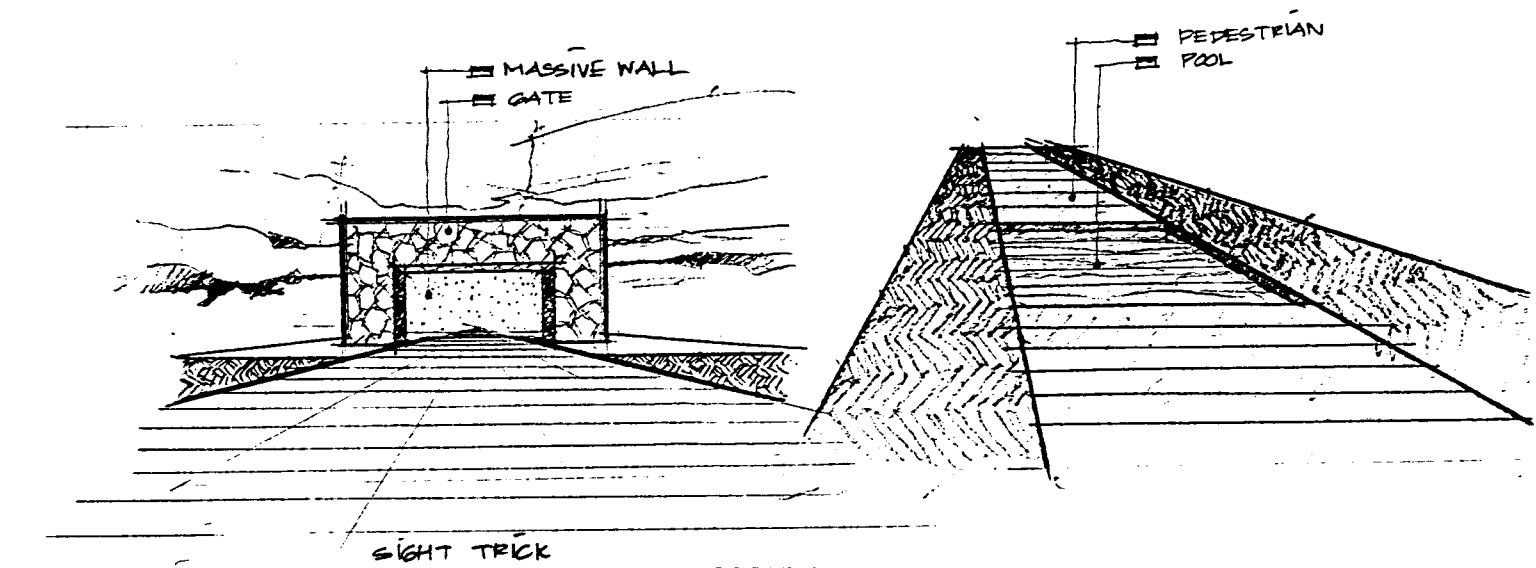 MASSIVE WALL
GATE
SIGHT TRICK
PEDESTRIAN
POOL